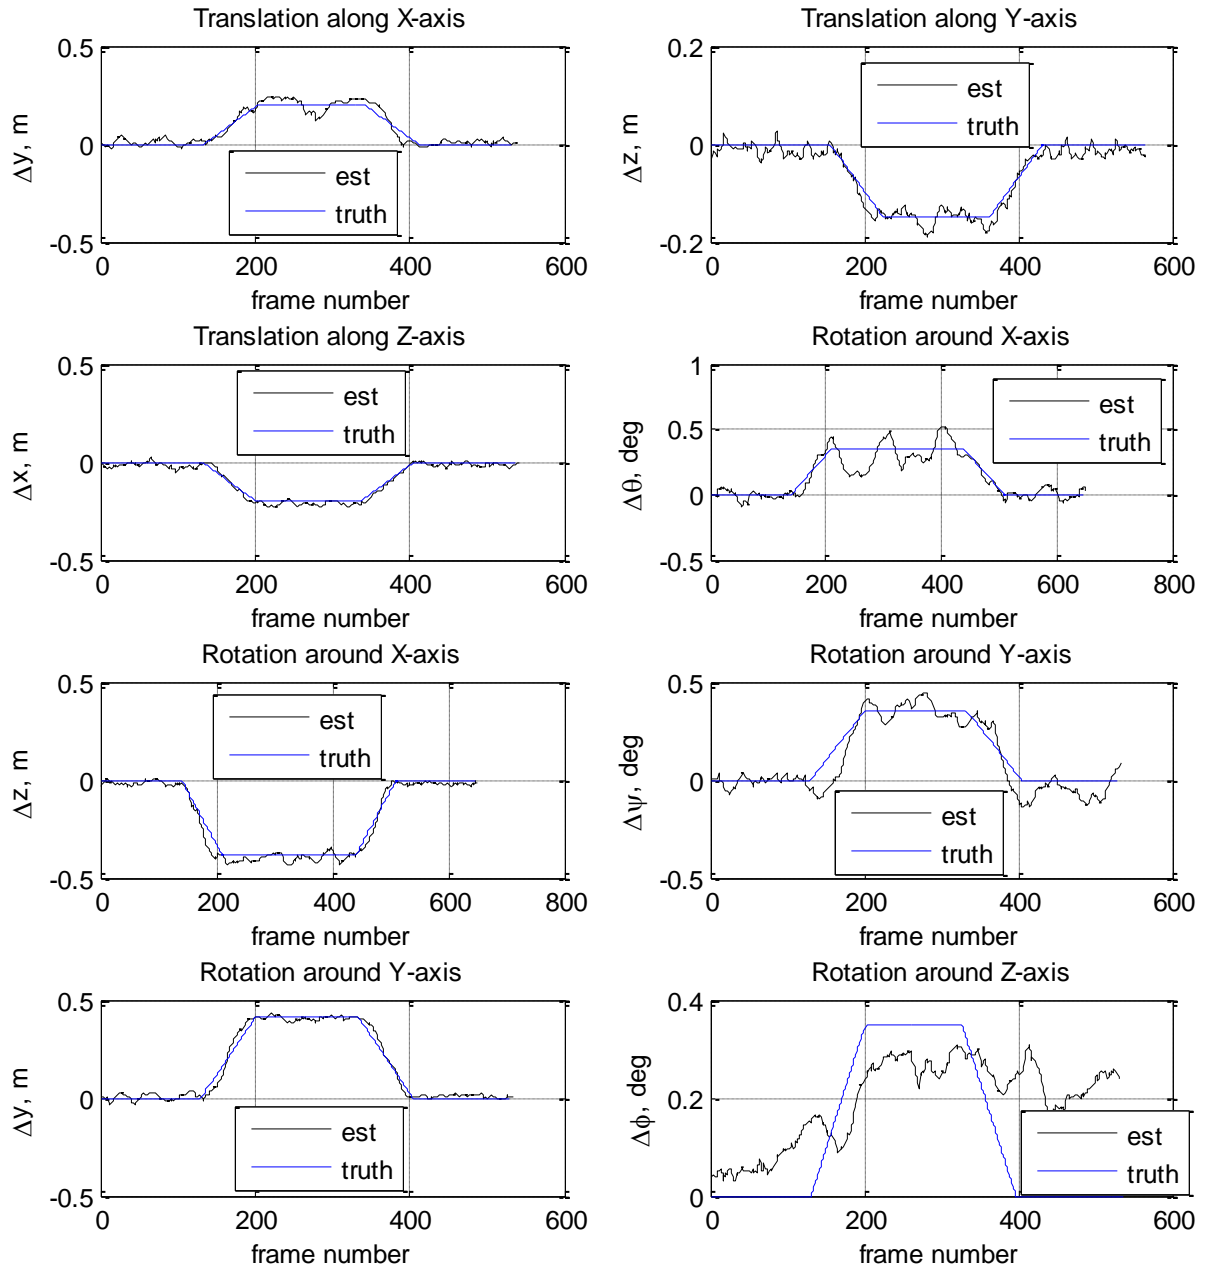 Translation along X-axis
0.5
0
-0.5
Δy, m
est
truth
0 200 400 600
frame number
Translation along Y-axis
0.2
0
-0.2
Δz, m
est
truth
0 200 400 600
frame number
Translation along Z-axis
0.5
0
-0.5
Δx, m
est
truth
0 200 400 600
frame number
Rotation around X-axis
1
0.5
0
-0.5
Δθ, deg
est
truth
0 200 400 600 800
frame number
Rotation around X-axis
0.5
0
-0.5
Δz, m
est
truth
0 200 400 600 800
frame number
Rotation around Y-axis
0.5
0
-0.5
Δψ, deg
est
truth
0 200 400 600
frame number
Rotation around Y-axis
0.5
0
-0.5
Δy, m
est
truth
0 200 400 600
frame number
Rotation around Z-axis
0.4
0.2
0
Δϕ, deg
est
truth
0 200 400 600
frame number